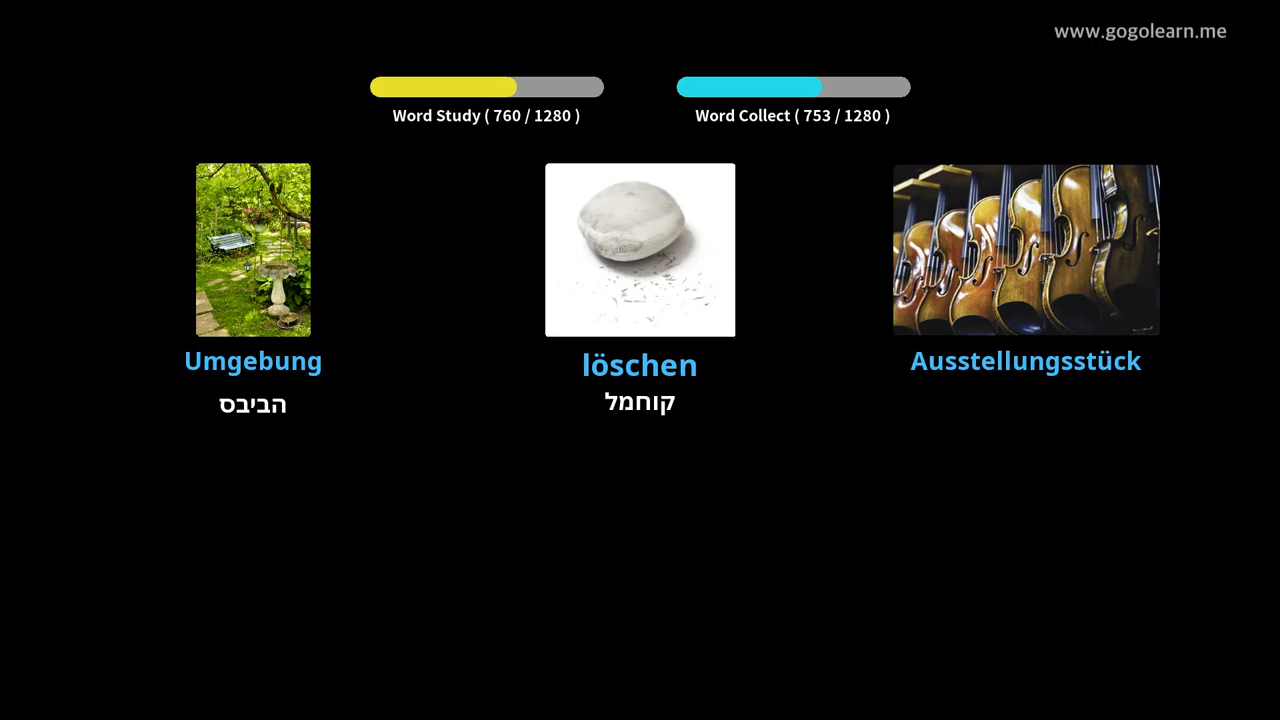 www.gogolearn.me
Word Study ( 760 / 1280 )
Word Collect ( 753 / 1280 )
Umgebung
הביבס
löschen
קוחמל
Ausstellungsstück